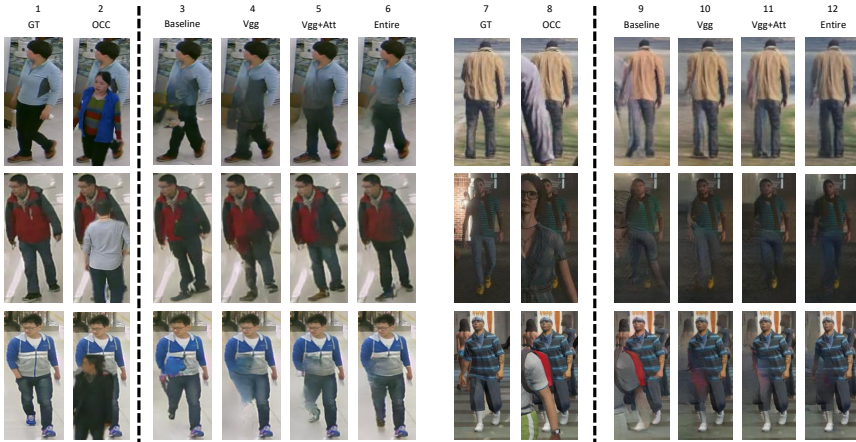 1 2 3 4 5 6 7 8 9 10 11 12
GT OCC Baseline Vgg Vgg+Att Entire GT OCC Baseline Vgg Vgg+Att Entire